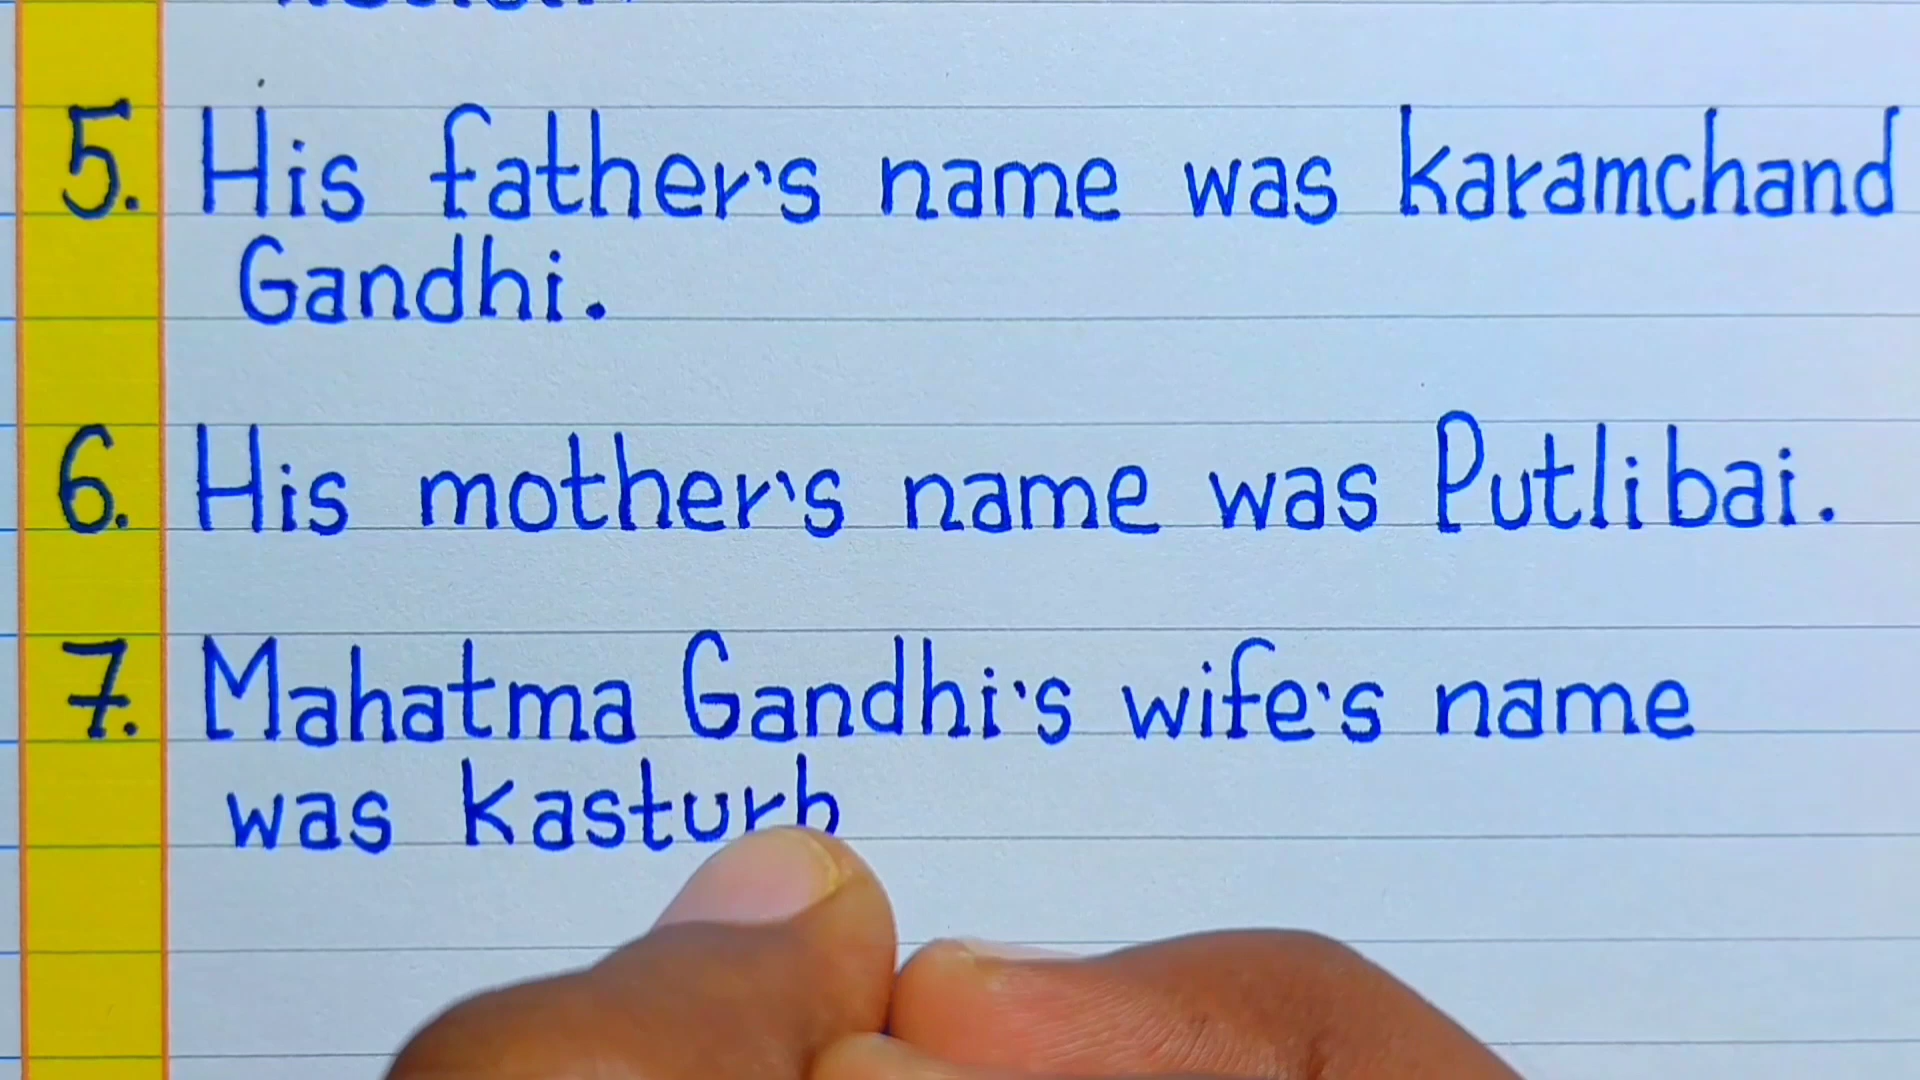 5. His father's name was karamchand
Gandhi.
6. His mother's name was Putlibai.
7. Mahatma Gandhi's wife's name
was kasturb